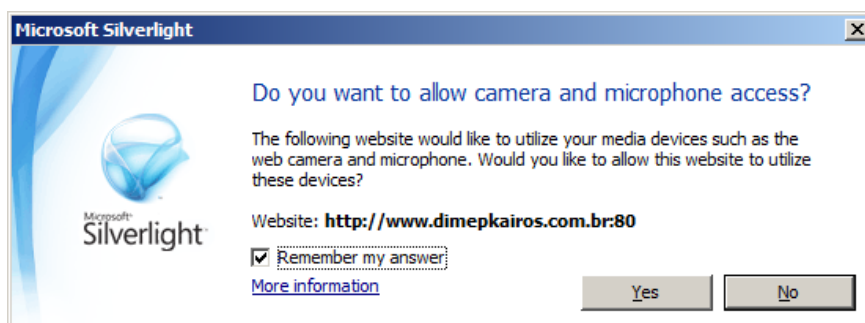 Microsoft Silverlight
Do you want to allow camera and microphone access?
The following website would like to utilize your media devices such as the
web camera and microphone. Would you like to allow this website to utilize
these devices?
Microsoft®
Silverlight
Website: http://www.dimepkairos.com.br:80
Remember my answer
More information
Yes
No